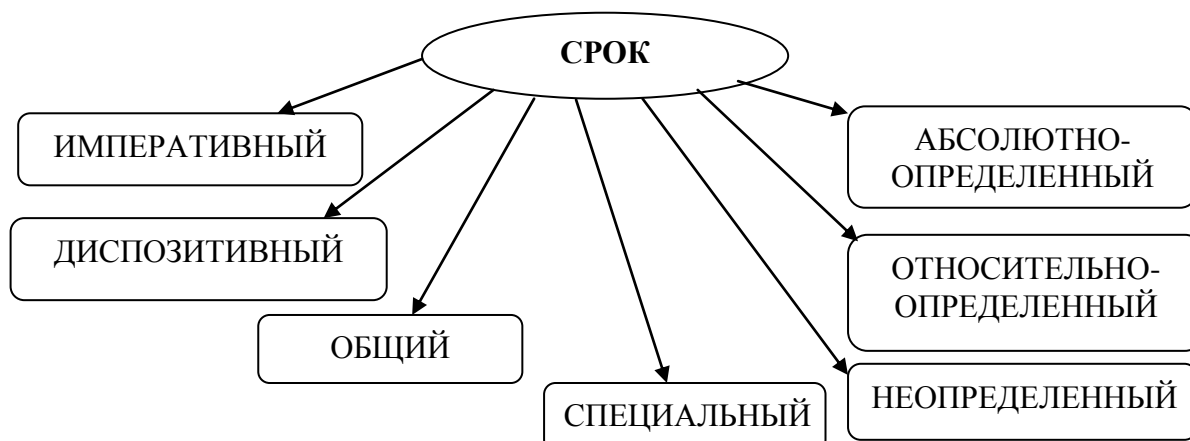 СРОК
ИМПЕРАТИВНЫЙ
ДИСПОЗИТИВНЫЙ
ОБЩИЙ
СПЕЦИАЛЬНЫЙ
АБСОЛЮТНО-
ОПРЕДЕЛЕННЫЙ
ОТНОСИТЕЛЬНО-
ОПРЕДЕЛЕННЫЙ
НЕОПРЕДЕЛЕННЫЙ